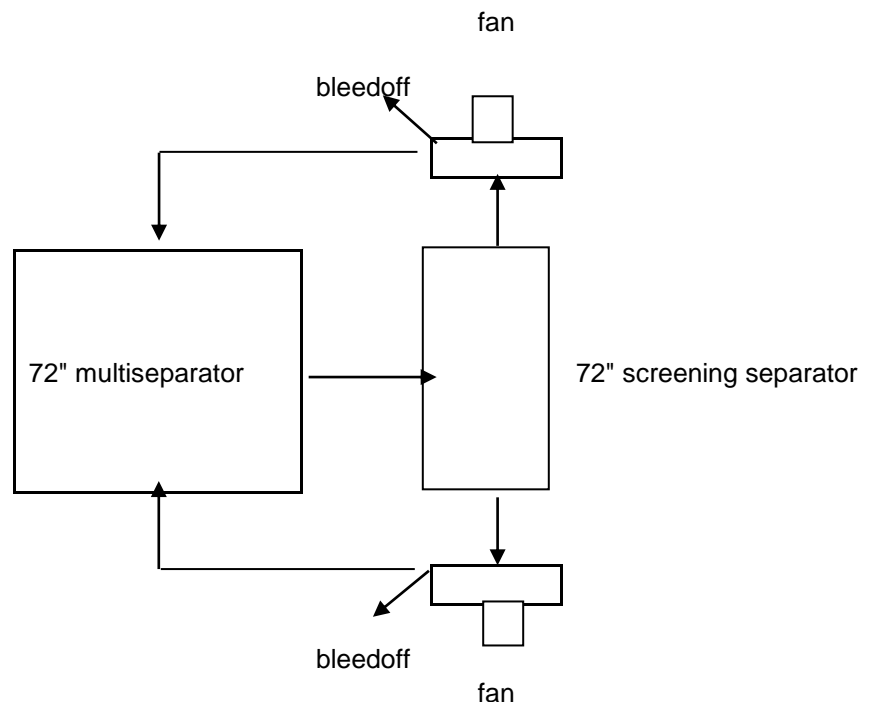 fan
bleedoff
72" multiseparator
72" screening separator
bleedoff
fan